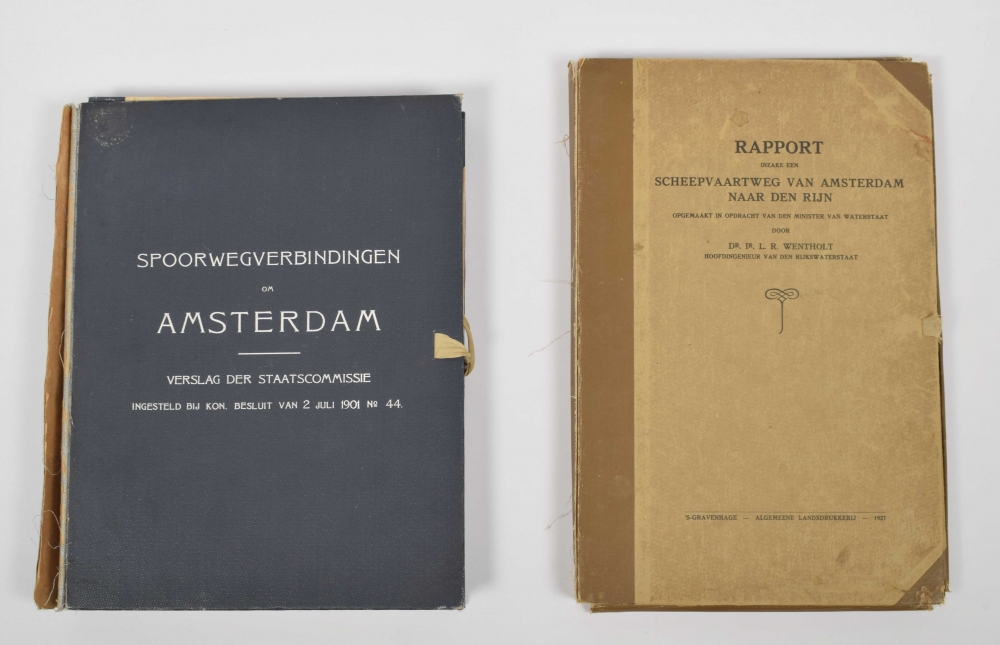 SPOORWEGVERBINDINGEN
OM
AMSTERDAM
VERSLAG DER STAATSCOMMISSIE
INGESTELD BIJ KON. BESLUIT VAN 2 JULI 1901 Nº 44.
RAPPORT
INZAKE EEN
SCHEEPVAARTWEG VAN AMSTERDAM
NAAR DEN RIJN
OPGEMAAKT IN OPDRACHT VAN DEN MINISTER VAN WATERSTAAT
DOOR
DR. IR. L. R. WENTHOLT
HOOFDINGENIEUR VAN DEN RIJKSWATERSTAAT
'S-GRAVENHAGE — ALGEMEENE LANDSDRUKKERIJ — 1927